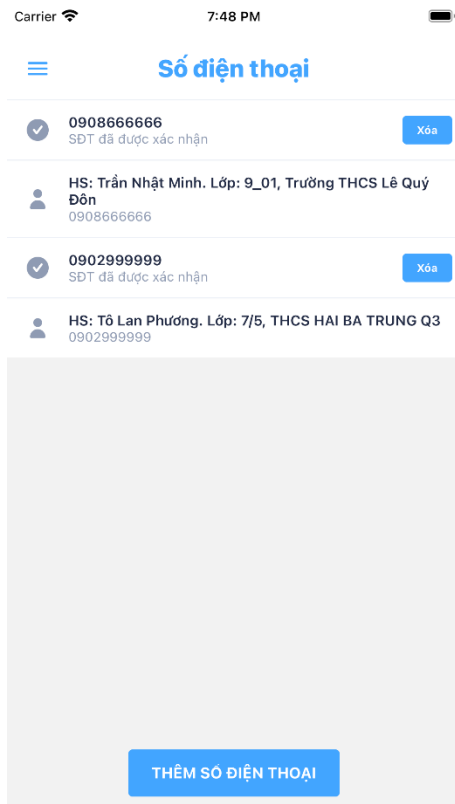 Carrier
7:48 PM
Số điện thoại
0908666666
SĐT đã được xác nhận
Xóa
HS: Trần Nhật Minh. Lớp: 9_01, Trường THCS Lê Quý
Đôn
0908666666
0902999999
SĐT đã được xác nhận
Xóa
HS: Tô Lan Phương. Lớp: 7/5, THCS HAI BA TRUNG Q3
0902999999
THÊM SỐ ĐIỆN THOẠI